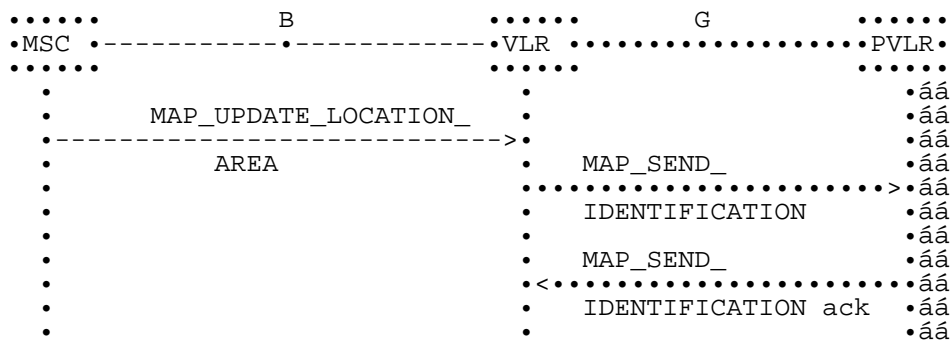 B G
MSC VLR PVLR
MAP_UPDATE_LOCATION_
AREA MAP_SEND_
IDENTIFICATION
MAP_SEND_
IDENTIFICATION ack